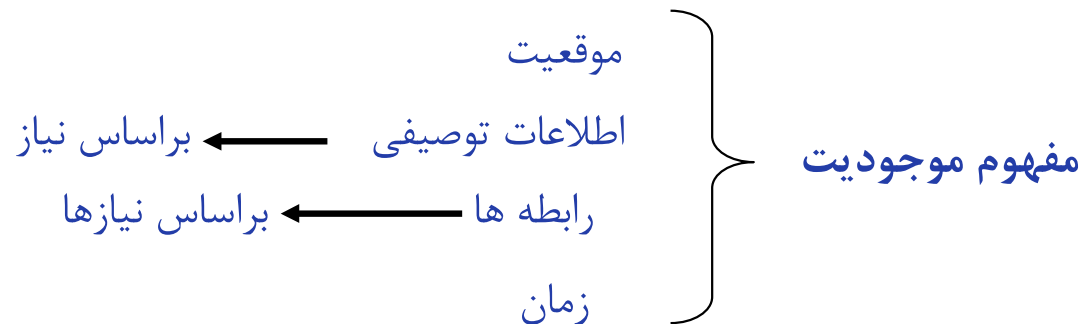 مفهوم موجودیت
موقعیت
اطلاعات توصیفی
براساس نیاز
رابطه ها
براساس نیازها
زمان